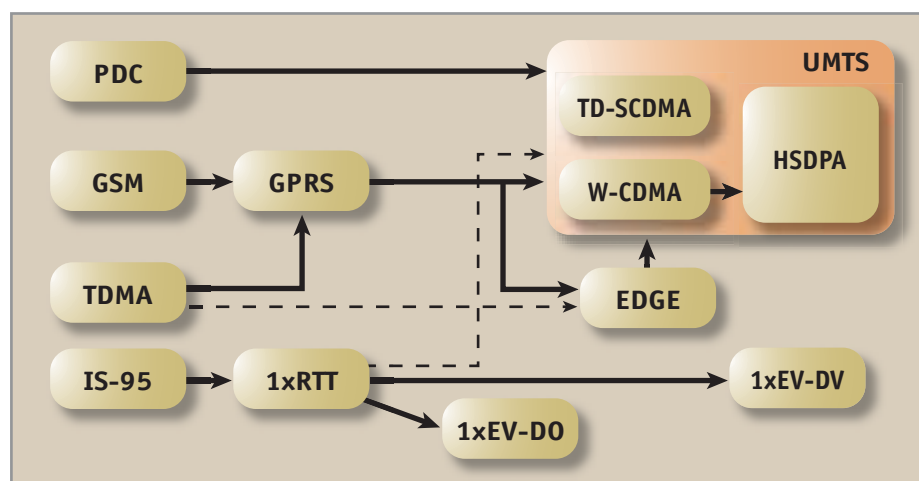 PDC
UMTS
TD-SCDMA
HSDPA
GSM
GPRS
W-CDMA
TDMA
EDGE
IS-95
1xRTT
1xEV-DV
1xEV-DO